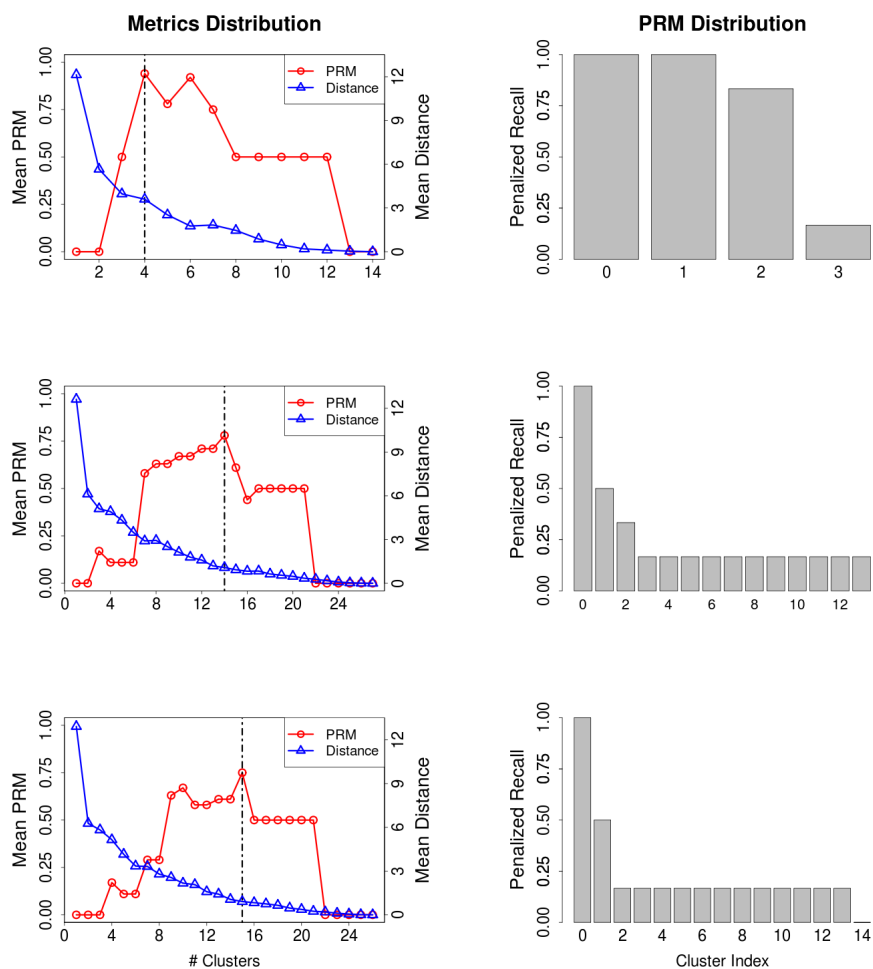 Metrics Distribution
PRM Distribution
Mean PRM
0.00 0.25 0.50 0.75 1.00
PRM
Distance
0 3 6 9 12
Mean Distance
2 4 6 8 10 12 14
Penalized Recall
0.00 0.25 0.50 0.75 1.00
0 1 2 3
Mean PRM
0.00 0.25 0.50 0.75 1.00
PRM
Distance
0 3 6 9 12
Mean Distance
0 4 8 12 16 20 24
Penalized Recall
0.00 0.25 0.50 0.75 1.00
0 2 4 6 8 10 12
Mean PRM
0.00 0.25 0.50 0.75 1.00
PRM
Distance
0 3 6 9 12
Mean Distance
0 4 8 12 16 20 24
# Clusters
Penalized Recall
0.00 0.25 0.50 0.75 1.00
0 2 4 6 8 10 12 14
Cluster Index